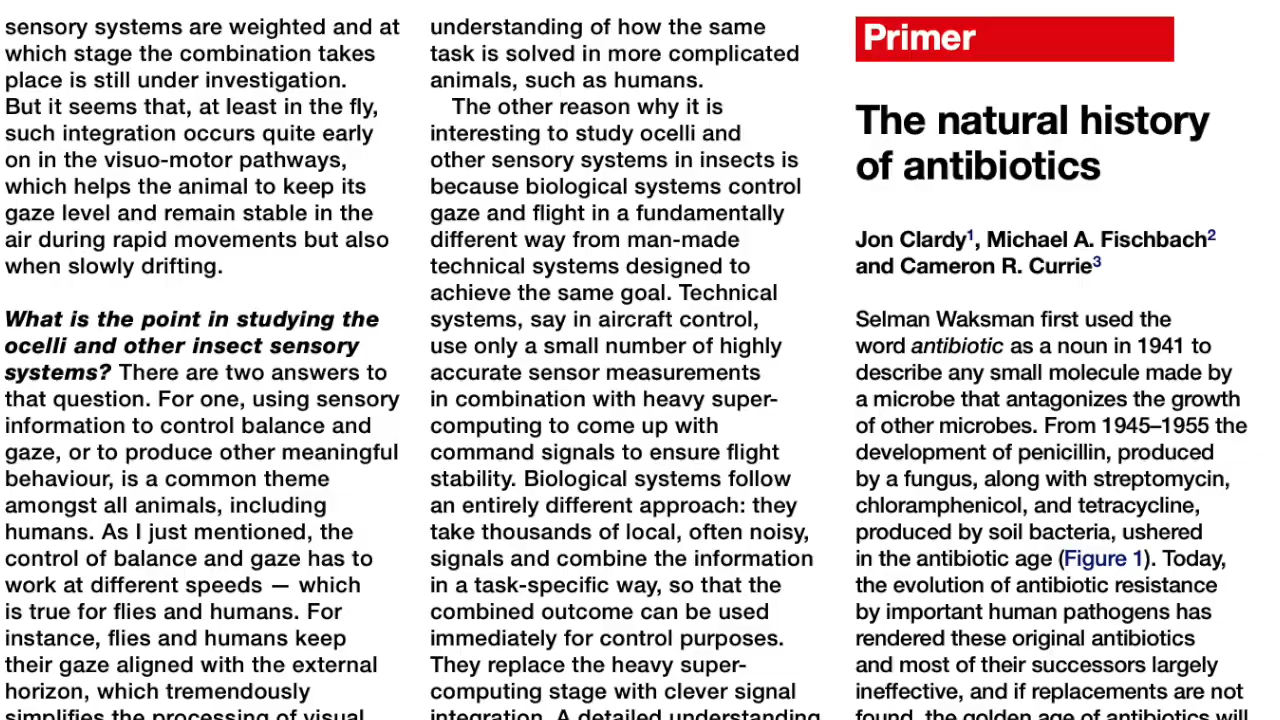 sensory systems are weighted and at
which stage the combination takes
place is still under investigation.
But it seems that, at least in the fly,
such integration occurs quite early
on in the visuo-motor pathways,
which helps the animal to keep its
gaze level and remain stable in the
air during rapid movements but also
when slowly drifting.
What is the point in studying the
ocelli and other insect sensory
systems? There are two answers to
that question. For one, using sensory
information to control balance and
gaze, or to produce other meaningful
behaviour, is a common theme
amongst all animals, including
humans. As I just mentioned, the
control of balance and gaze has to
work at different speeds — which
is true for flies and humans. For
instance, flies and humans keep
their gaze aligned with the external
horizon, which tremendously
simplifies the processing of visual
understanding of how the same
task is solved in more complicated
animals, such as humans.
The other reason why it is
interesting to study ocelli and
other sensory systems in insects is
because biological systems control
gaze and flight in a fundamentally
different way from man-made
technical systems designed to
achieve the same goal. Technical
systems, say in aircraft control,
use only a small number of highly
accurate sensor measurements
in combination with heavy super-
computing to come up with
command signals to ensure flight
stability. Biological systems follow
an entirely different approach: they
take thousands of local, often noisy,
signals and combine the information
in a task-specific way, so that the
combined outcome can be used
immediately for control purposes.
They replace the heavy super-
computing stage with clever signal
integration. A detailed understanding
Primer
The natural history
of antibiotics
Jon Clardy1, Michael A. Fischbach2
and Cameron R. Currie3
Selman Waksman first used the
word antibiotic as a noun in 1941 to
describe any small molecule made by
a microbe that antagonizes the growth
of other microbes. From 1945–1955 the
development of penicillin, produced
by a fungus, along with streptomycin,
chloramphenicol, and tetracycline,
produced by soil bacteria, ushered
in the antibiotic age (Figure 1). Today,
the evolution of antibiotic resistance
by important human pathogens has
rendered these original antibiotics
and most of their successors largely
ineffective, and if replacements are not
found, the golden age of antibiotics will